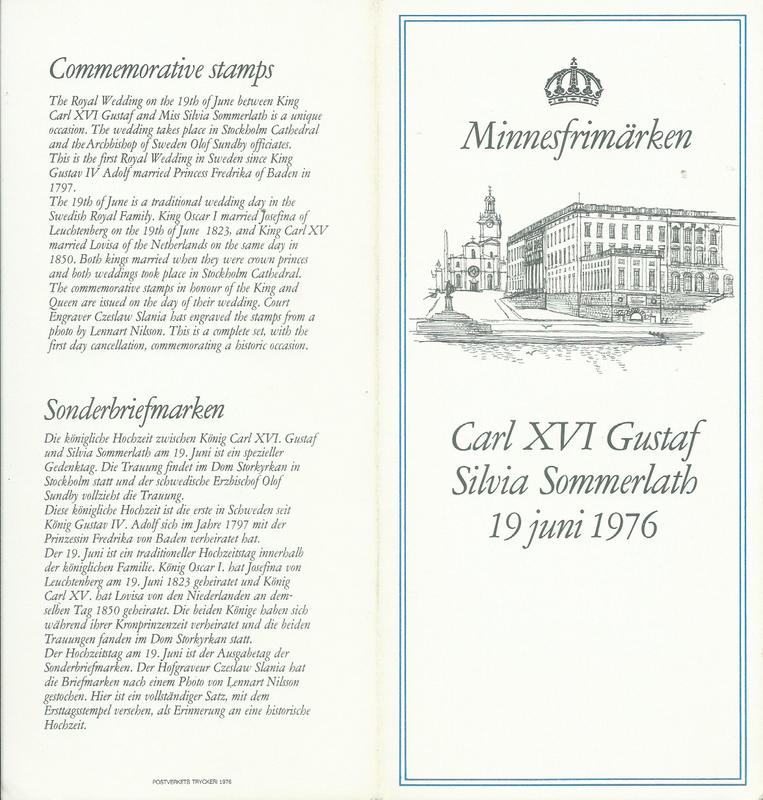 Commemorative stamps
The Royal Wedding on the 19th of June between King
Carl XVI Gustaf and Miss Silvia Sommerlath is a unique
occasion. The wedding takes place in Stockholm Cathedral
and the Archbishop of Sweden Olof Sundby officiates.
This is the first Royal Wedding in Sweden since King
Gustav IV Adolf married Princess Fredrika of Baden in
1797.
The 19th of June is a traditional wedding day in the
Swedish Royal Family. King Oscar I married Josefina of
Leuchtenberg on the 19th of June 1823, and King Carl XV
married Lovisa of the Netherlands on the same day in
1850. Both kings married when they were crown princes
and both weddings took place in Stockholm Cathedral.
The commemorative stamps in honour of the King and
Queen are issued on the day of their wedding. Court
Engraver Czeslaw Slania has engraved the stamps from a
photo by Lennart Nilson. This is a complete set, with the
first day cancellation, commemorating a historic occasion.
Sonderbriefmarken
Die königliche Hochzeit zwischen König Carl XVI. Gustaf
und Silvia Sommerlath am 19. Juni ist ein spezieller
Gedenktag. Die Trauung findet im Dom Storkyrkan in
Stockholm statt und der schwedische Erzbischof Olof
Sundby vollzieht die Trauung.
Diese königliche Hochzeit ist die erste in Schweden seit
König Gustav IV. Adolf sich im Jahre 1797 mit der
Prinzessin Fredrika von Baden verheiratet hat.
Der 19. Juni ist ein traditioneller Hochzeitstag innerhalb
der königlichen Familie. König Oscar I. hat Josefina von
Leuchtenberg am 19. Juni 1823 geheiratet und König
Carl XV. hat Lovisa von den Niederlanden an dem-
selben Tag 1850 geheiratet. Die beiden Könige haben sich
während ihrer Kronprinzenzeit verheiratet und die beiden
Trauungen fanden im Dom Storkyrkan statt.
Der Hochzeitstag am 19. Juni ist der Ausgabetag der
Sonderbriefmarken. Der Hofgraveur Czeslaw Slania hat
die Briefmarken nach einem Photo von Lennart Nilsson
gestochen. Hier ist ein vollständiger Satz, mit dem
Ersttagsstempel versehen, als Erinnerung an eine historische
Hochzeit.
POSTVERKETS TRYCKERI 1976
Minnesfrimärken
Carl XVI Gustaf
Silvia Sommerlath
19 juni 1976